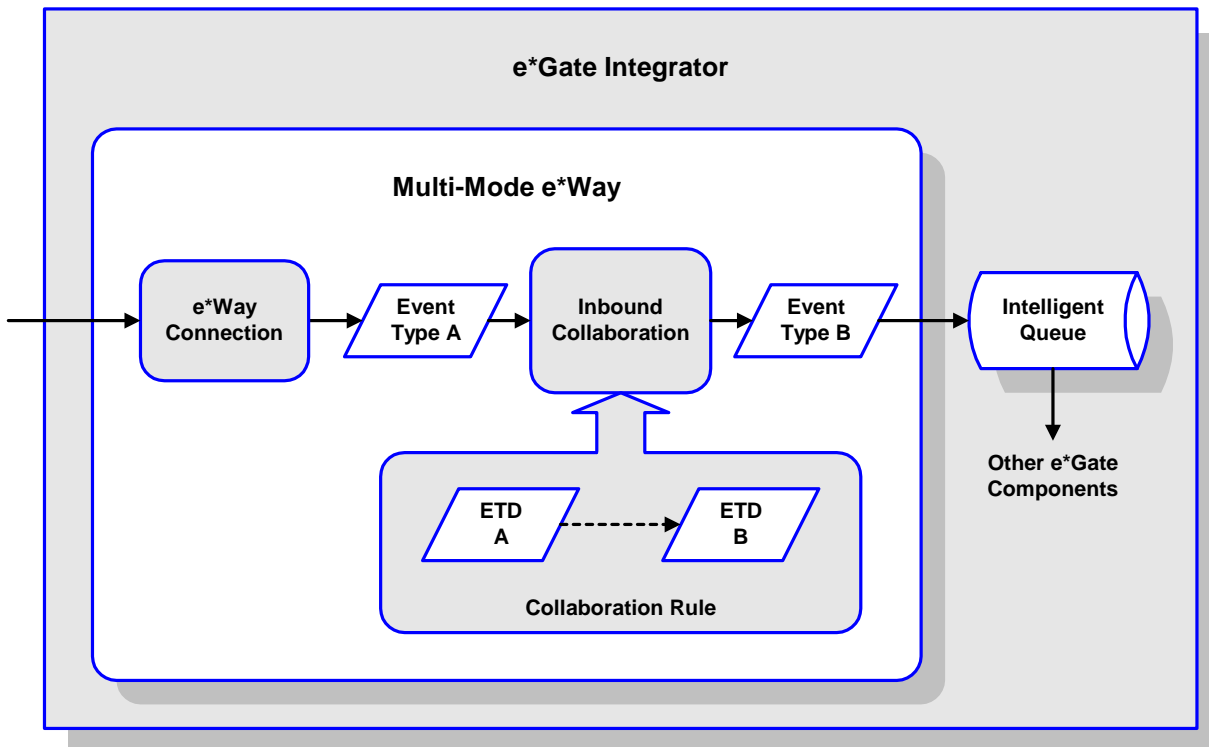 e*Gate Integrator
Multi-Mode e*Way
e*Way
Connection
Event
Type A
Inbound
Collaboration
Event
Type B
Intelligent
Queue
Other e*Gate
Components
ETD
A
ETD
B
Collaboration Rule